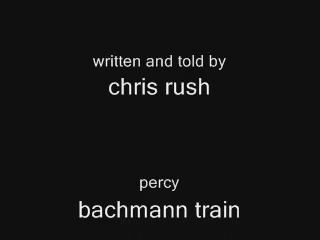 written and told by
chris rush
percy
bachmann train